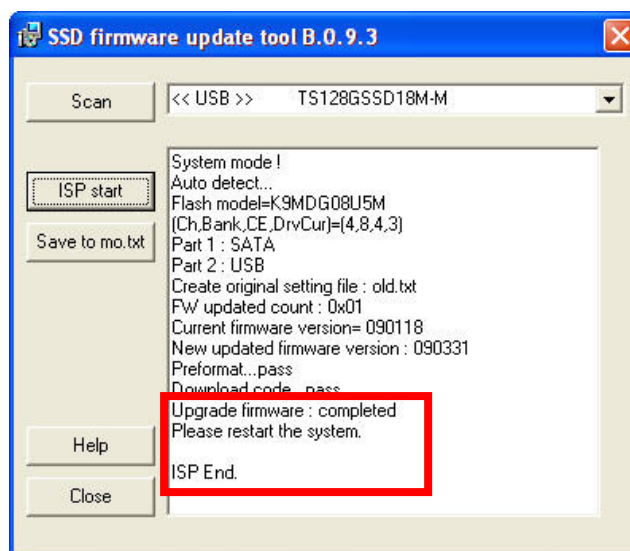 SSD firmware update tool B.0.9.3
Scan
<< USB >> TS128GSSD18M-M
ISP start
Save to mo.txt
System mode !
Auto detect...
Flash model=K9MDG08U5M
(Ch,Bank,CE,DrvCur)=(4,8,4,3)
Part 1 : SATA
Part 2 : USB
Create original setting file : old.txt
FW updated count : 0x01
Current firmware version= 090118
New updated firmware version : 090331
Preformat...pass
Download code...pass
Upgrade firmware : completed
Please restart the system.
ISP End.
Help
Close